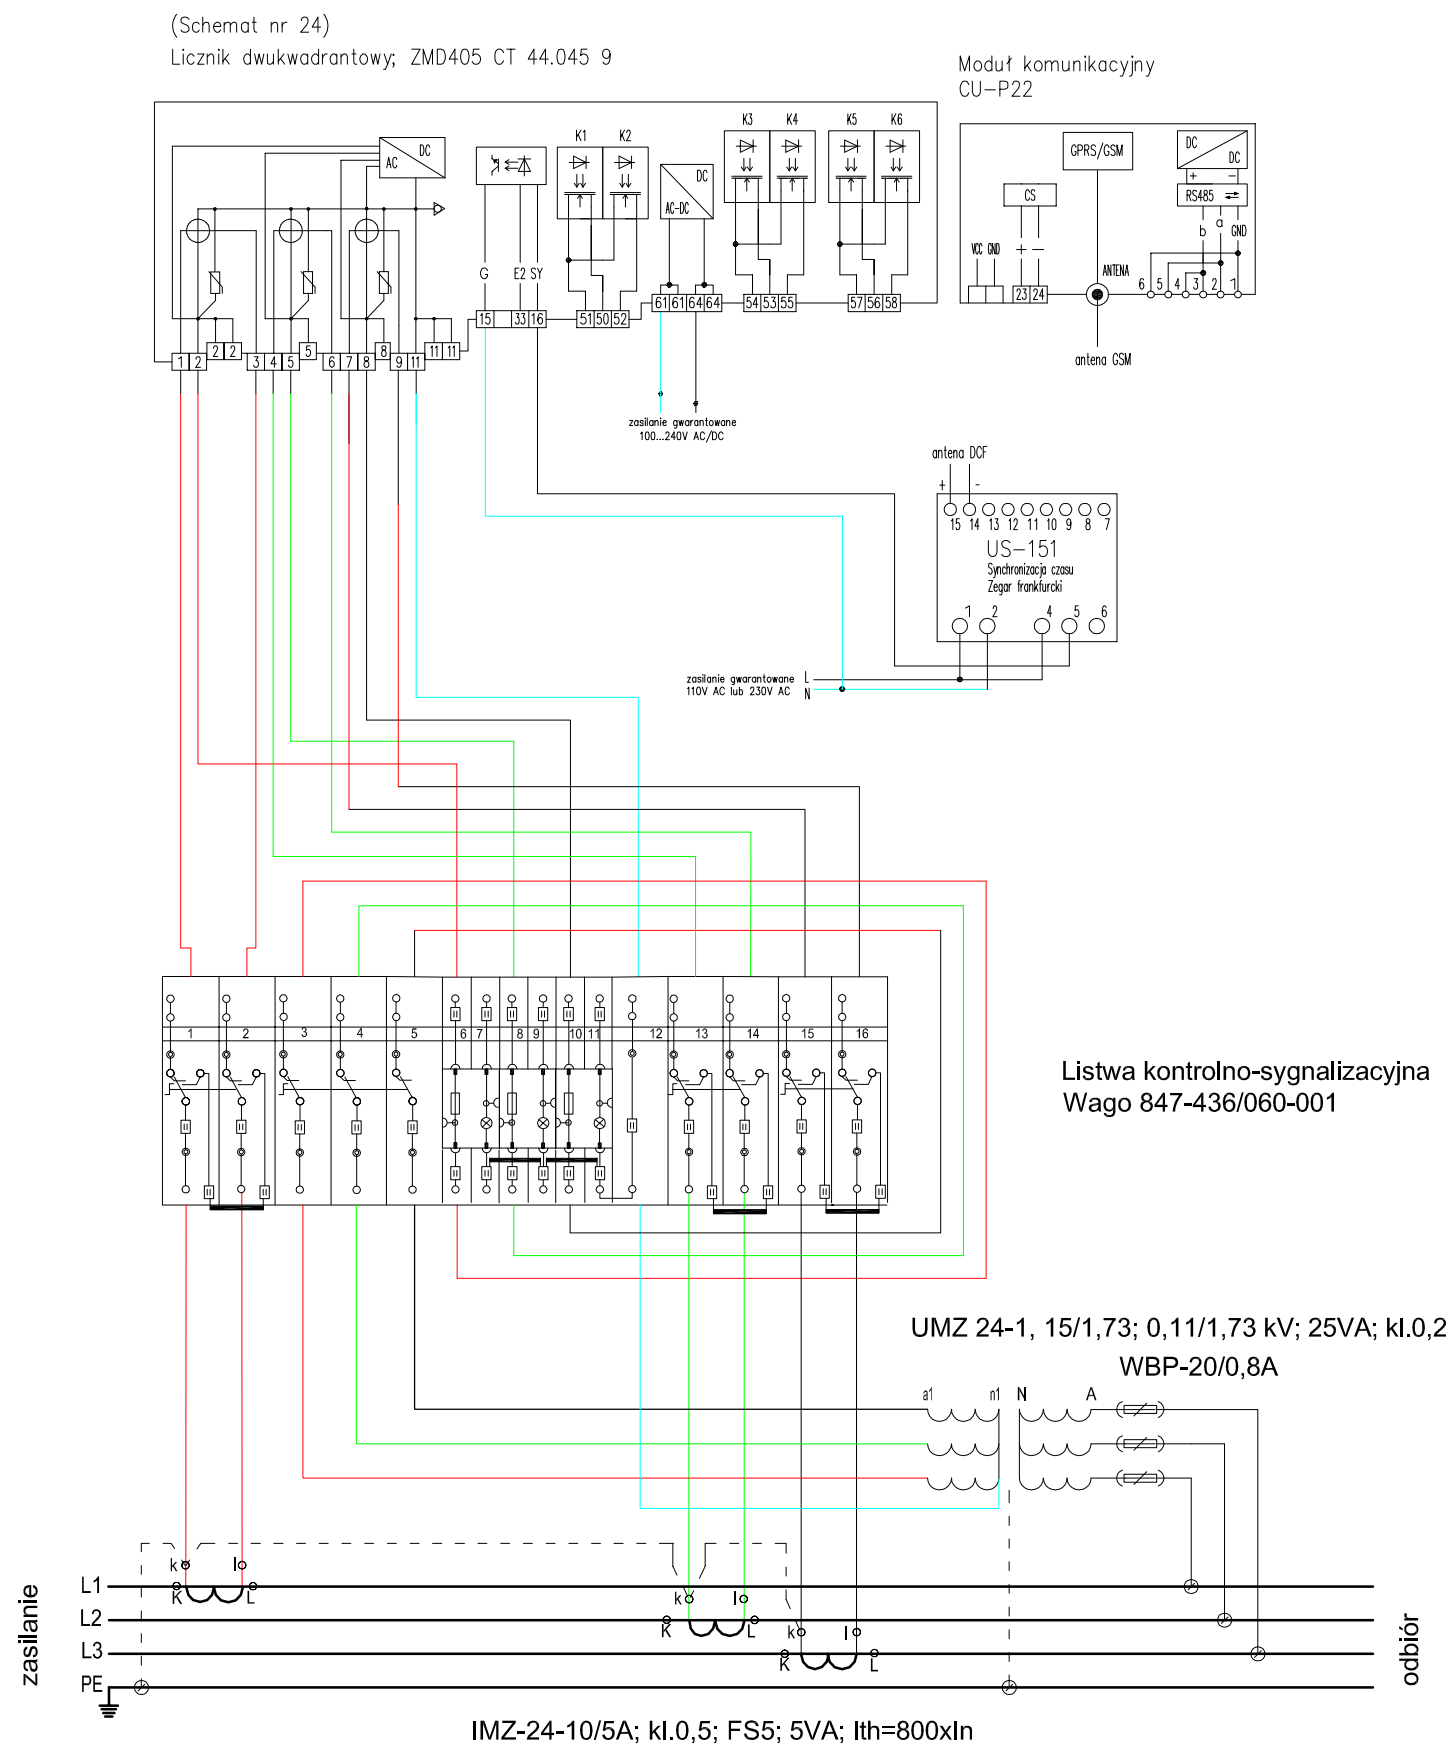 (Schemat nr 24)
Licznik dwukwadrantowy; ZMD405 CT 44.045 9
Moduł komunikacyjny
CU-P22
K1 K2 K3 K4 K5 K6
AC DC
AC-DC DC
GPRS/GSM
DC DC
+ -
RS485
CS
b a GND
VCC GND + -
ANTENA
G E2 SY
6 5 4 3 2 1
23 24
61 61 64 64
54 53 55
57 56 58
15 33 16
51 50 52
2 2 5 8 11 11
1 2 3 4 5 6 7 8 9 11
antena GSM
zasilanie gwarantowane
100...240V AC/DC
antena DCF
+ -
15 14 13 12 11 10 9 8 7
US-151
Synchronizacja czasu
Zegar frankfurcki
1 2 4 5 6
zasilanie gwarantowane L
110V AC lub 230V AC N
1 2 3 4 5 6 7 8 9 10 11 12 13 14 15 16
Listwa kontrolno-sygnalizacyjna
Wago 847-436/060-001
UMZ 24-1, 15/1,73; 0,11/1,73 kV; 25VA; kl.0,2
WBP-20/0,8A
a1 n1 N A
k l
L1
K L
k l
L2
K L
k l
L3
K L
PE
zasilanie
odbiór
IMZ-24-10/5A; kl.0,5; FS5; 5VA; Ith=800xIn